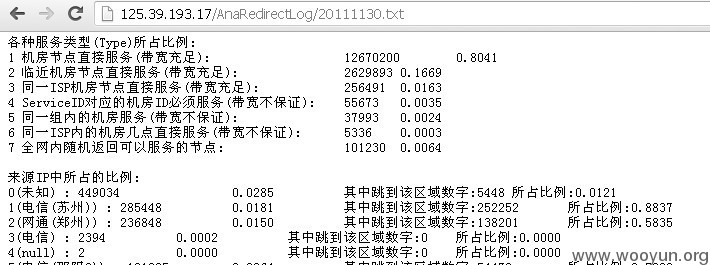 125.39.193.17/AnaRedirectLog/20111130.txt
各种服务类型(Type)所占比例:
1 机房节点直接服务(带宽充足): 12670200 0.8041
2 临近机房节点直接服务(带宽充足): 2629893 0.1669
3 同一ISP机房节点直接服务(带宽充足): 256491 0.0163
4 ServiceID对应的机房ID必须服务(带宽不保证): 55673 0.0035
5 同一组内的机房服务(带宽不保证): 37993 0.0024
6 同一ISP内的机房几点直接服务(带宽不保证): 5336 0.0003
7 全网内随机返回可以服务的节点: 101230 0.0064
来源IP中所占的比例:
0(未知) : 449034 0.0285 其中跳到该区域数字:5448 所占比例:0.0121
1(电信(苏州)) : 285448 0.0181 其中跳到该区域数字:252252 所占比例:0.8837
2(网通(郑州)) : 236848 0.0150 其中跳到该区域数字:138201 所占比例:0.5835
3(电信) : 2394 0.0002 其中跳到该区域数字:0 所占比例:0.0000
4(null) : 2 0.0000 其中跳到该区域数字:0 所占比例:0.0000
www.wooyun.org